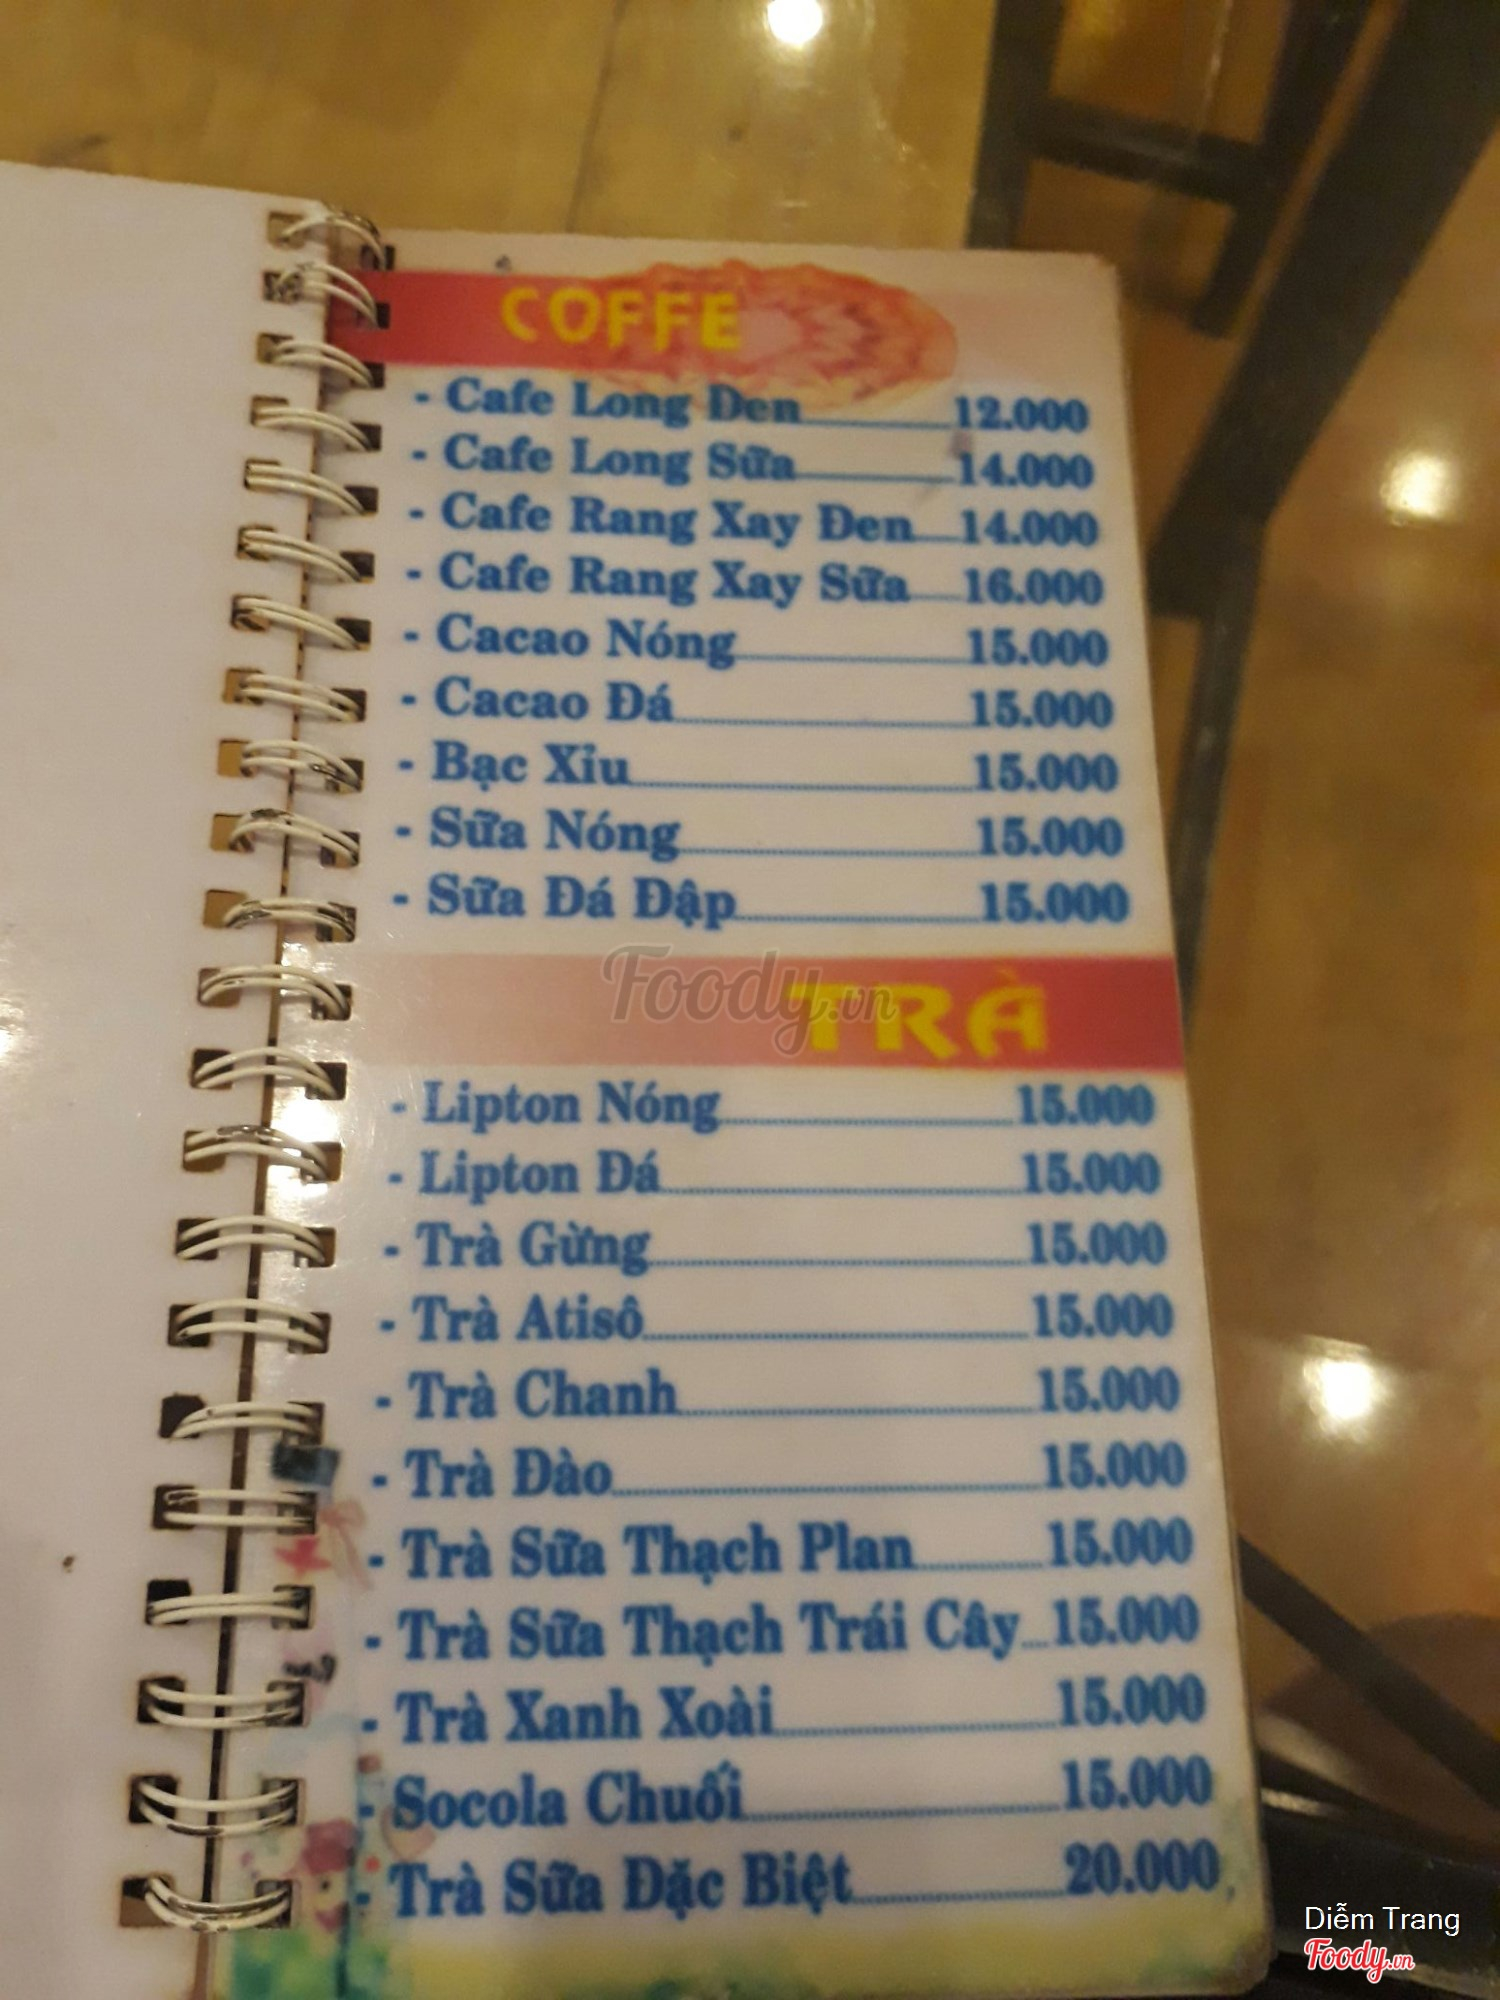 COFFE
- Cafe Long Đen 12.000
- Cafe Long Sữa 14.000
- Cafe Rang Xay Đen 14.000
- Cafe Rang Xay Sữa 16.000
- Cacao Nóng 15.000
- Cacao Đá 15.000
- Bạc Xỉu 15.000
- Sữa Nóng 15.000
- Sữa Đá Đập 15.000
Foody.vn
TRÀ
- Lipton Nóng 15.000
- Lipton Đá 15.000
- Trà Gừng 15.000
- Trà Atisô 15.000
- Trà Chanh 15.000
- Trà Đào 15.000
- Trà Sữa Thạch Plan 15.000
- Trà Sữa Thạch Trái Cây 15.000
- Trà Xanh Xoài 15.000
- Socola Chuối 15.000
- Trà Sữa Đặc Biệt 20.000
Diễm Trang
Foody.vn